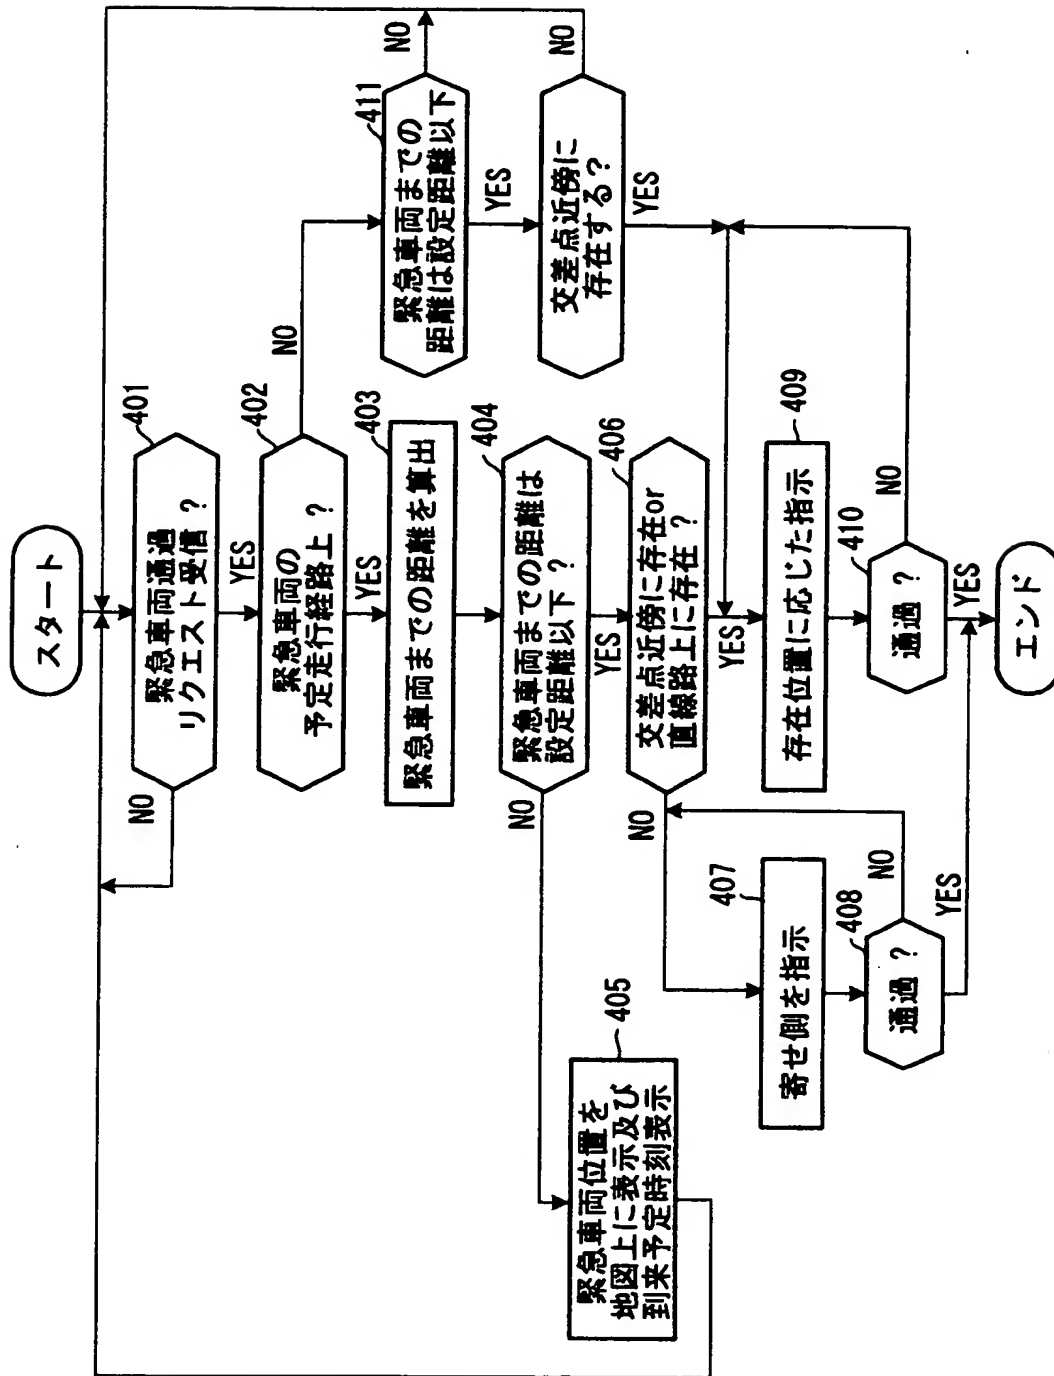 スタート
401
緊急車両通過
リクエスト受信？
NO
YES
402
緊急車両の
予定走行経路上？
NO
YES
403
緊急車両までの距離を算出
404
緊急車両までの距離は
設定距離以下？
NO
YES
405
緊急車両位置を
地図上に表示及び
到来予定時刻表示
406
交差点近傍に存在or
直線路上に存在？
NO
YES
407
寄せ側を指示
408
通過？
NO
YES
409
存在位置に応じた指示
410
通過？
NO
YES
エンド
411
緊急車両までの
距離は設定距離以下
NO
YES
交差点近傍に
存在する？
NO
YES